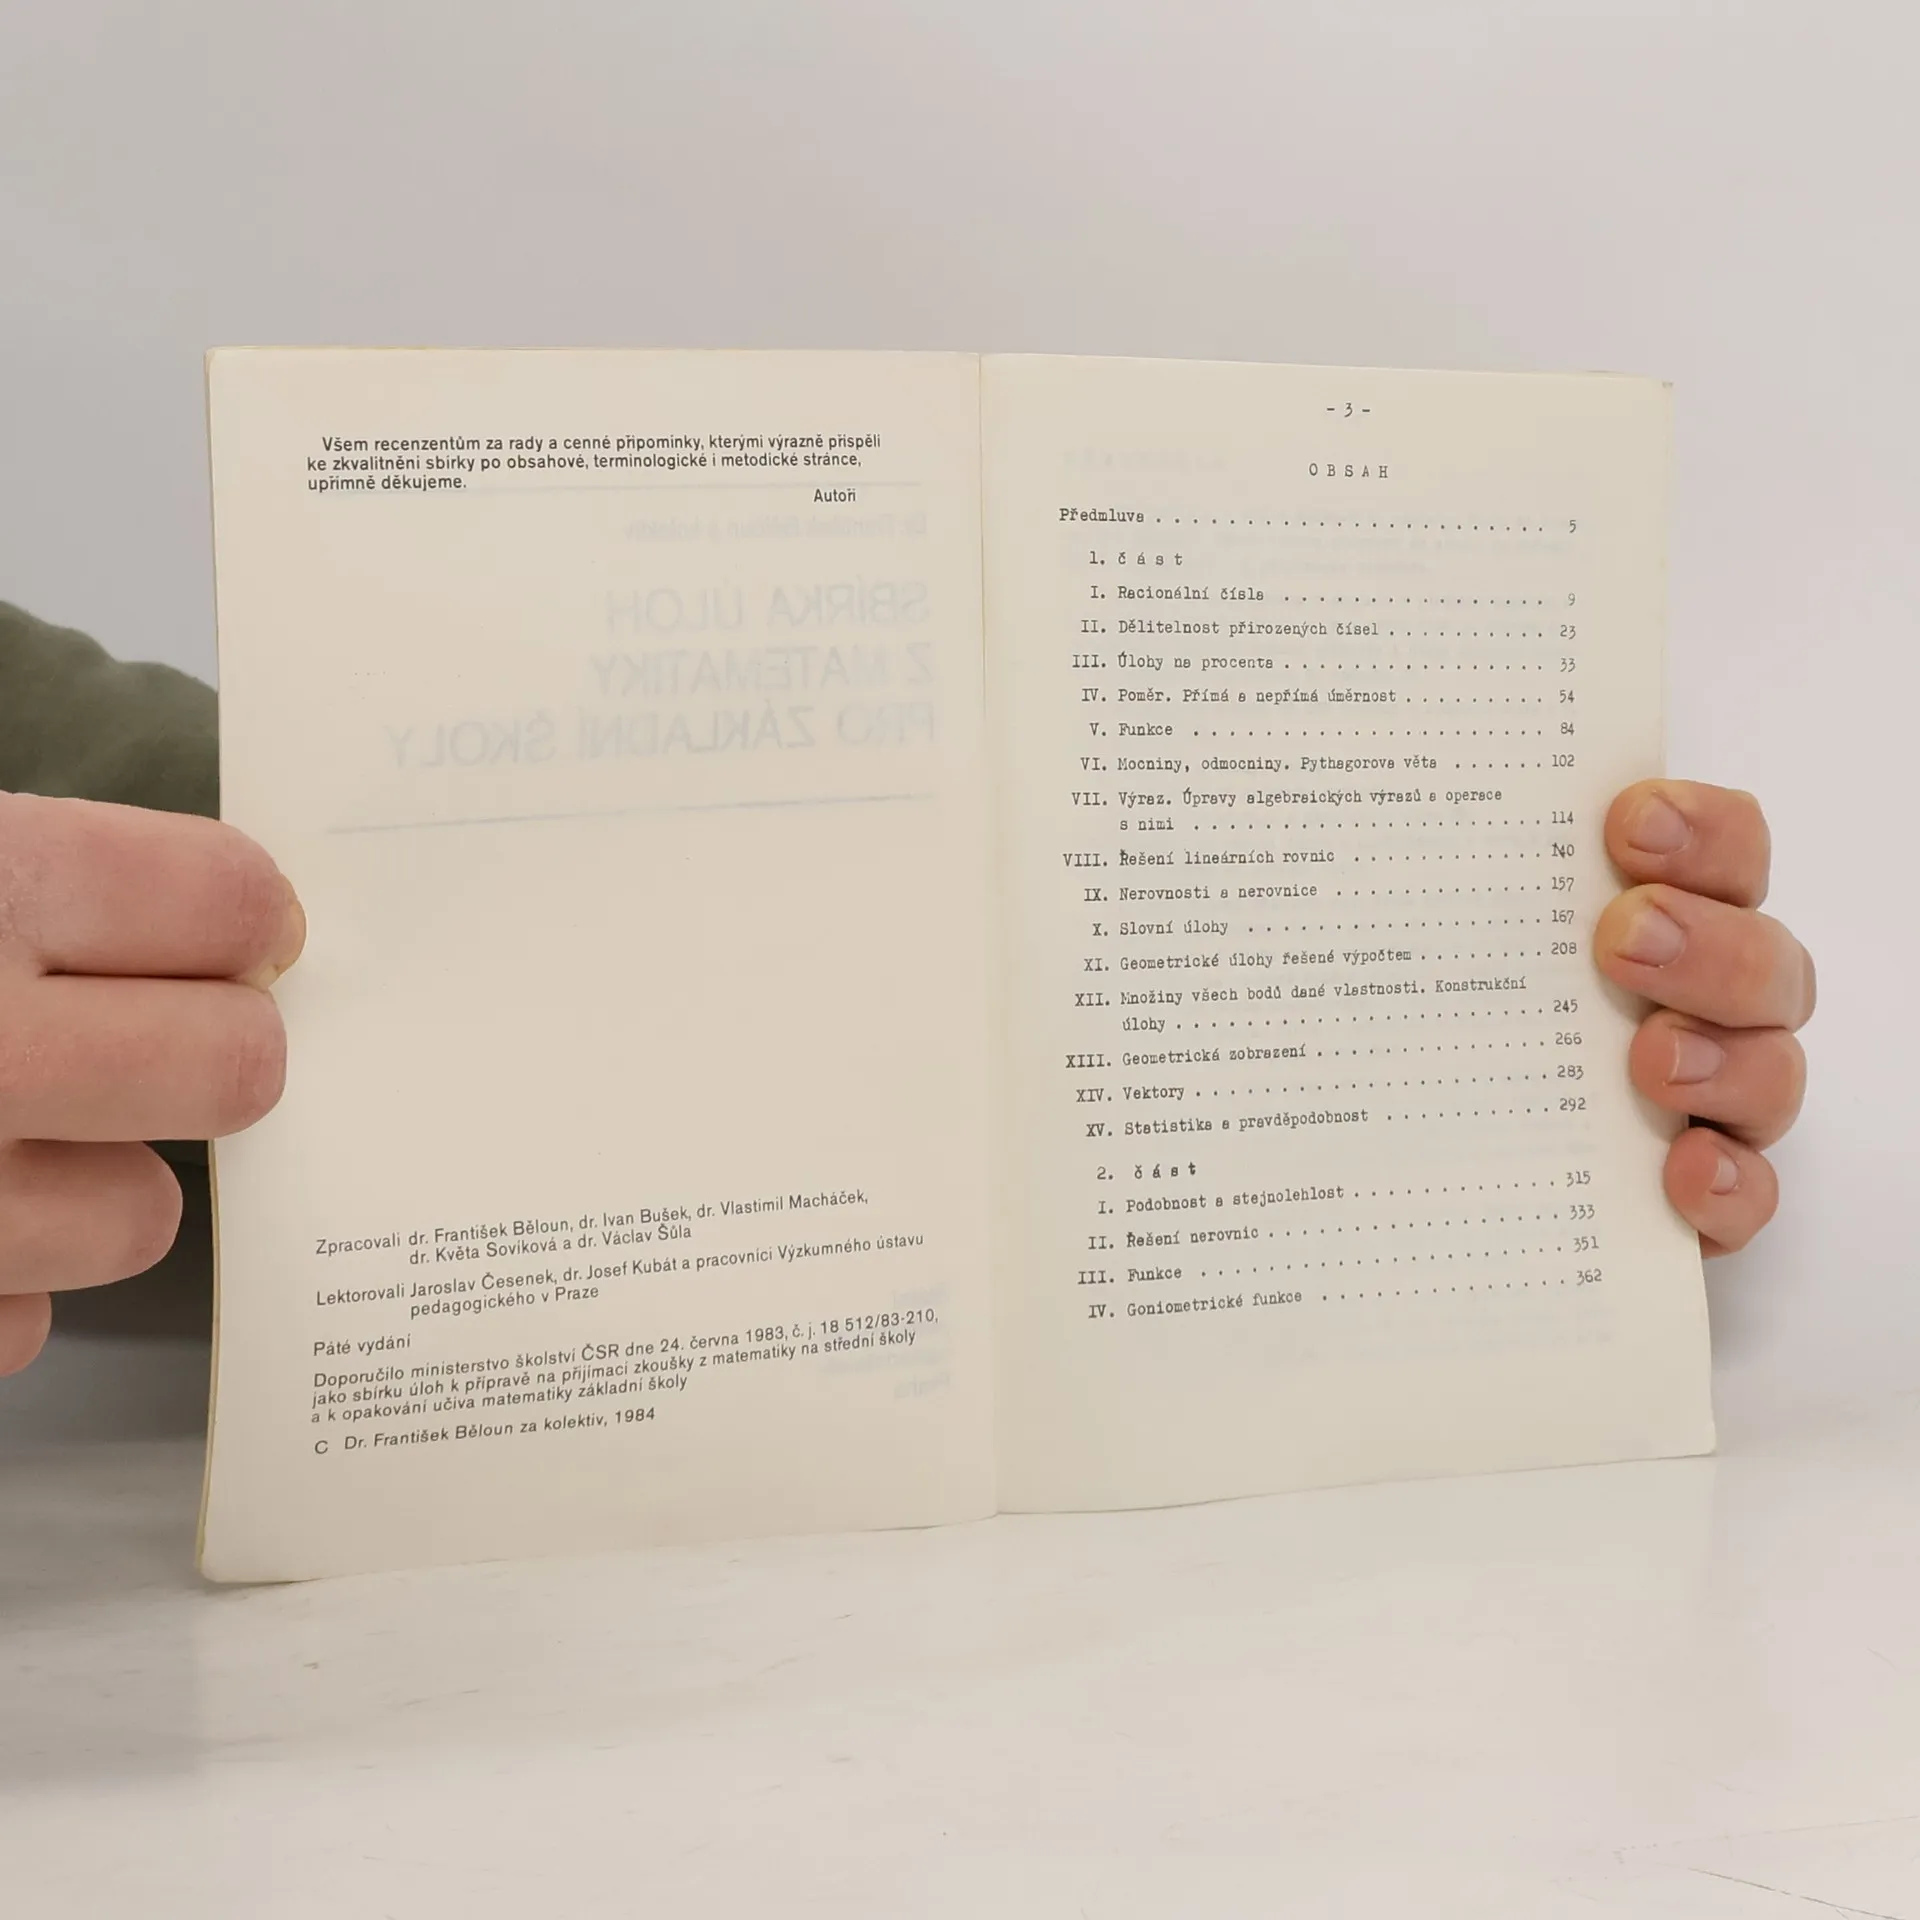 Všem recenzentům za rady a cenné připomínky, kterými výrazně přispěli
ke zkvalitnění sbírky po obsahové, terminologické i metodické stránce,
upřímně děkujeme.
Autoři
Zpracovali dr. František Běloun, dr. Ivan Bušek, dr. Vlastimil Macháček,
dr. Květa Sovíková a dr. Václav Šůla
Lektorovali Jaroslav Česenek, dr. Josef Kubát a pracovníci Výzkumného ústavu
pedagogického v Praze
Páté vydání
Doporučilo ministerstvo školství ČSR dne 24. června 1983, č. j. 18 512/83-210,
jako sbírku úloh k přípravě na přijímací zkoušky z matematiky na střední školy
a k opakování učiva matematiky základní školy
C Dr. František Běloun za kolektiv, 1984
- 3 -
OBSAH
Předmluva . . . . . . . . . . . . . . . . . . . . . . 5
1. část
I. Racionální čísla . . . . . . . . . . . . . . . 9
II. Dělitelnost přirozených čísel . . . . . . . . . 23
III. Úlohy na procenta . . . . . . . . . . . . . . . 33
IV. Poměr. Přímá a nepřímá úměrnost . . . . . . . . 54
V. Funkce . . . . . . . . . . . . . . . . . . . . 84
VI. Mocniny, odmocniny. Pythagorova věta . . . . . . 102
VII. Výraz. Úpravy algebraických výrazů a operace
s nimi . . . . . . . . . . . . . . . . . . . . 114
VIII. Řešení lineárních rovnic . . . . . . . . . . . 140
IX. Nerovnosti a nerovnice . . . . . . . . . . . . 157
X. Slovní úlohy . . . . . . . . . . . . . . . . . 167
XI. Geometrické úlohy řešené výpočtem . . . . . . . . 208
XII. Množiny všech bodů dané vlastnosti. Konstrukční
úlohy . . . . . . . . . . . . . . . . . . . . . 245
XIII. Geometrická zobrazení . . . . . . . . . . . . . 266
XIV. Vektory . . . . . . . . . . . . . . . . . . . . 283
XV. Statistika a pravděpodobnost . . . . . . . . . . 292
2. část
I. Podobnost a stejnolehlost . . . . . . . . . . . 315
II. Řešení nerovnic . . . . . . . . . . . . . . . . 333
III. Funkce . . . . . . . . . . . . . . . . . . . . 351
IV. Goniometrické funkce . . . . . . . . . . . . . 362